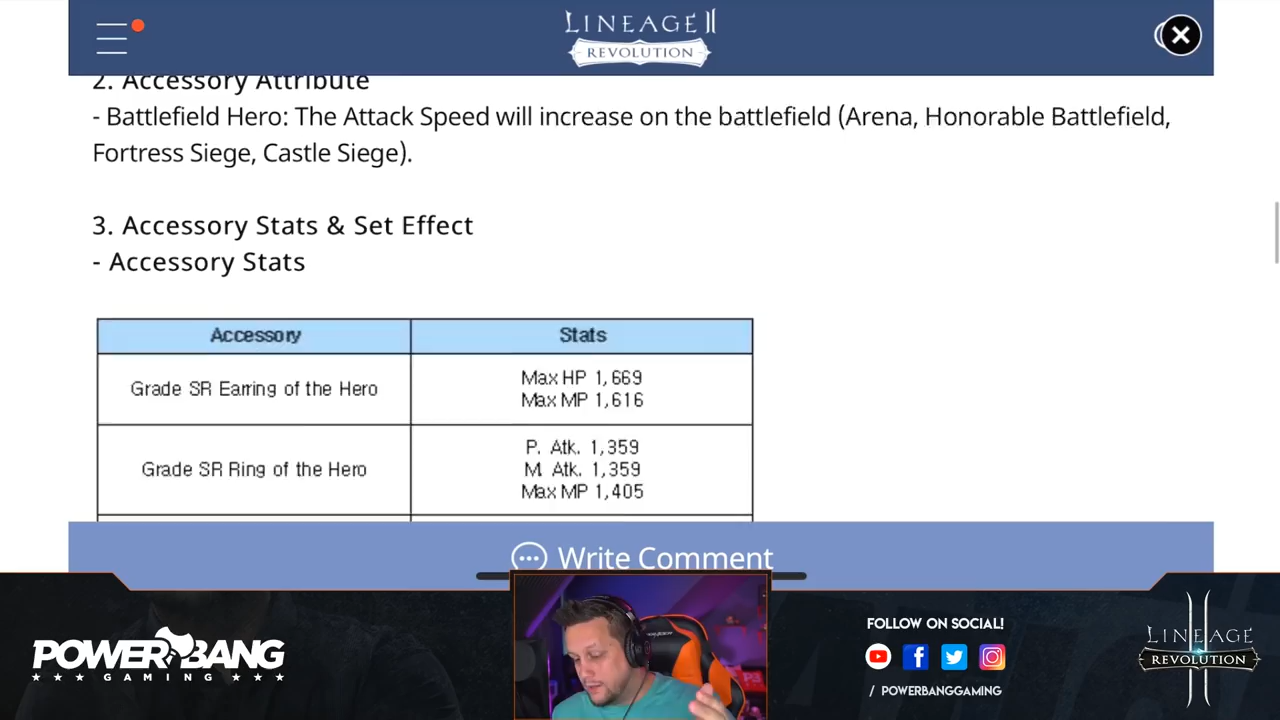 LINEAGE II
REVOLUTION
2. Accessory Attribute
- Battlefield Hero: The Attack Speed will increase on the battlefield (Arena, Honorable Battlefield,
Fortress Siege, Castle Siege).
3. Accessory Stats & Set Effect
- Accessory Stats
Accessory Stats
Grade SR Earring of the Hero
Max HP 1,669
Max MP 1,616
Grade SR Ring of the Hero
P. Atk. 1,359
M. Atk. 1,359
Max MP 1,405
Write Comment
POWERBANG
GAMING
FOLLOW ON SOCIAL!
/ POWERBANGGAMING
LINEAGE
REVOLUTION